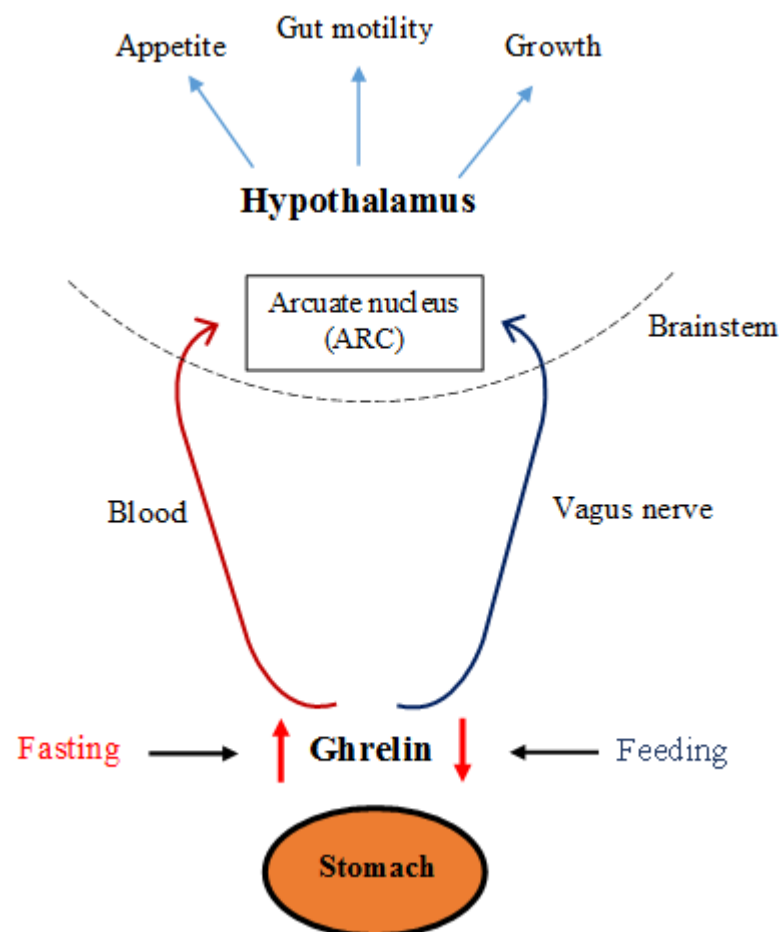 Appetite
Gut motility
Growth
Hypothalamus
Arcuate nucleus
(ARC)
Brainstem
Blood
Vagus nerve
Fasting
Ghrelin
Feeding
Stomach